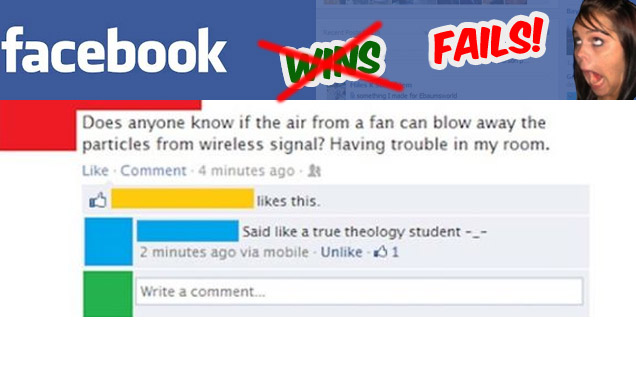 facebook
WINS
FAILS!
Does anyone know if the air from a fan can blow away the
particles from wireless signal? Having trouble in my room.
Like · Comment · 4 minutes ago ·
likes this.
Said like a true theology student -_-
2 minutes ago via mobile · Unlike · 1
Write a comment...